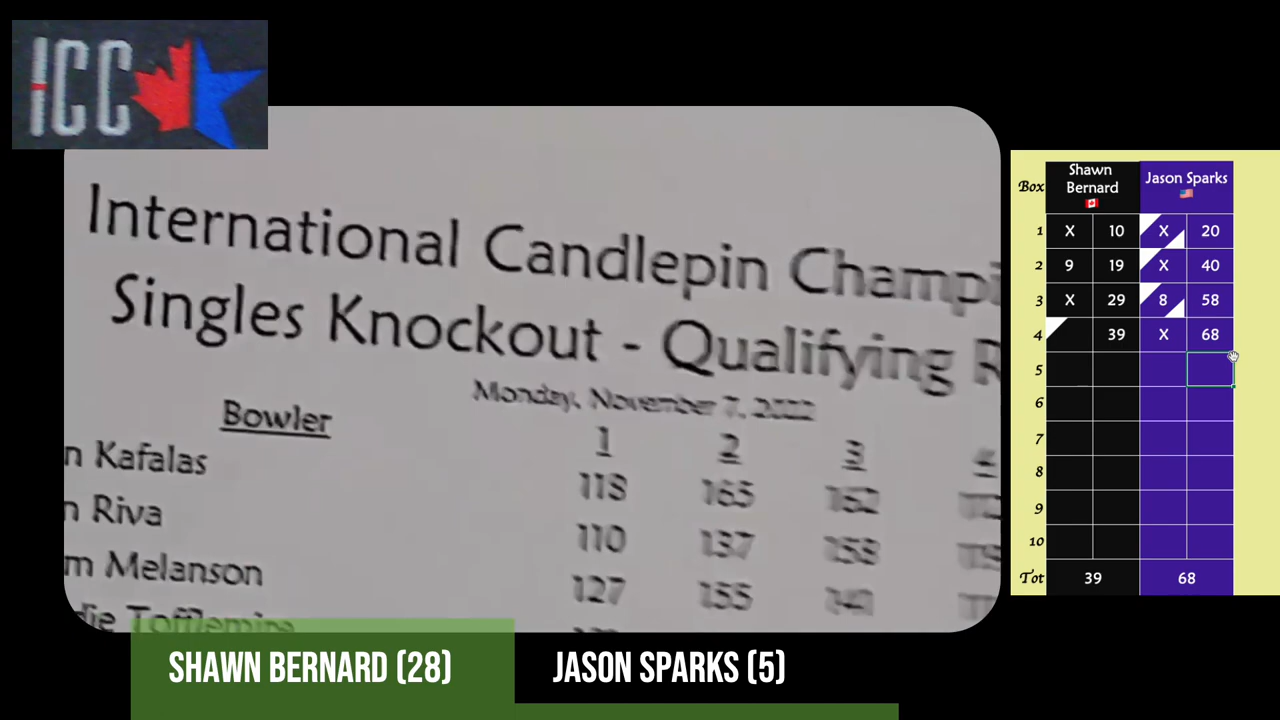 ICC
International Candlepin Champi
Singles Knockout - Qualifying R
Monday, November 7, 2022
Bowler 1 2 3
n Kafalas 118 165 162
n Riva 110 137 158
m Melanson 127 155 141
die Tofflemire
Box Shawn Bernard Jason Sparks
1 X 10 X 20
2 9 19 X 40
3 X 29 8 58
4 39 X 68
5
6
7
8
9
10
Tot 39 68
SHAWN BERNARD (28) JASON SPARKS (5)